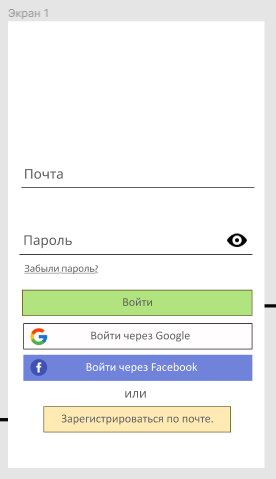 Экран 1
Почта
Пароль
Забыли пароль?
Войти
Войти через Google
Войти через Facebook
или
Зарегистрироваться по почте.